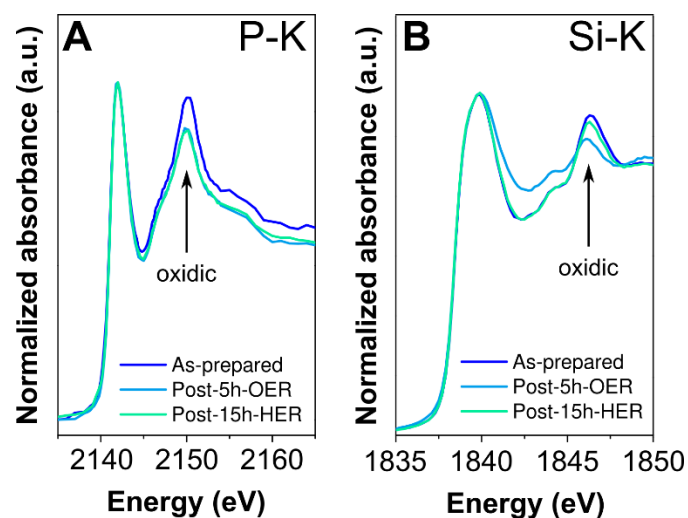 A
P-K
Normalized absorbance (a.u.)
oxidic
As-prepared
Post-5h-OER
Post-15h-HER
2140
2150
2160
Energy (eV)
B
Si-K
Normalized absorbance (a.u.)
oxidic
As-prepared
Post-5h-OER
Post-15h-HER
1835
1840
1845
1850
Energy (eV)